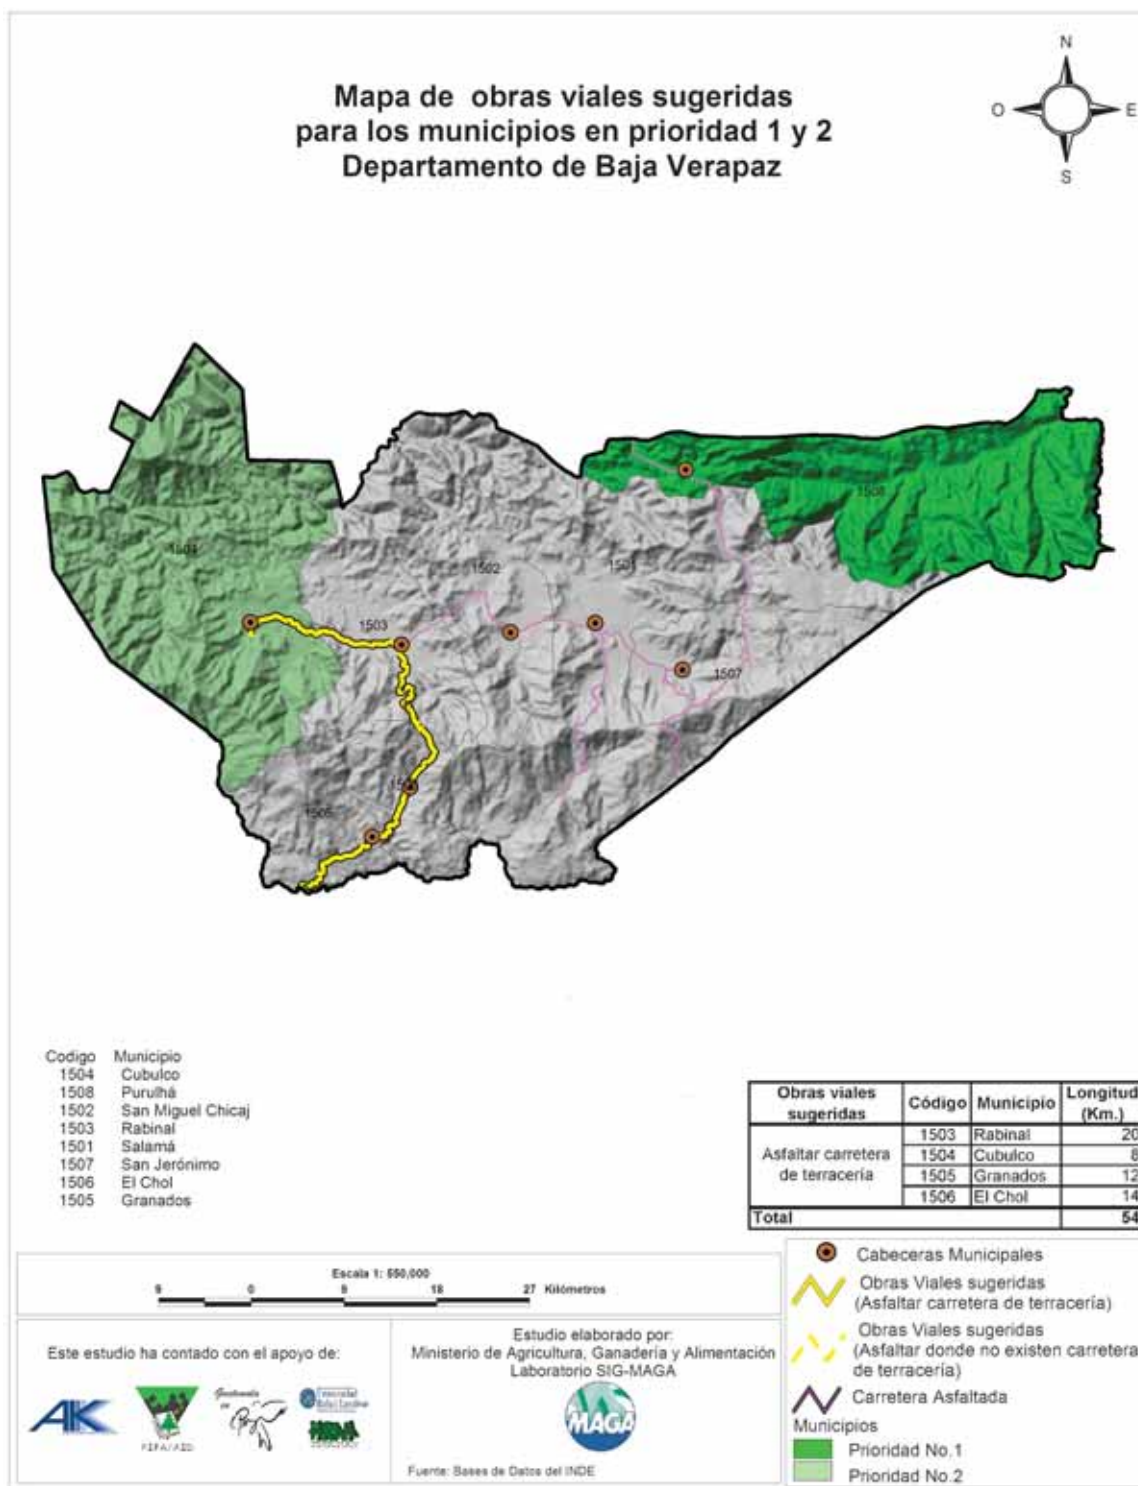 Mapa de obras viales sugeridas
para los municipios en prioridad 1 y 2
Departamento de Baja Verapaz
N
O
E
S
1508
1504
1502
1501
1503
1507
1505
Codigo Municipio
1504 Cubulco
1508 Purulhá
1502 San Miguel Chicaj
1503 Rabinal
1501 Salamá
1507 San Jerónimo
1506 El Chol
1505 Granados
Obras viales sugeridas Código Municipio Longitud (Km.)
Asfaltar carretera de terracería
1503 Rabinal 20
1504 Cubulco 8
1505 Granados 12
1506 El Chol 14
Total 54
Escala 1: 550,000
9 0 9 18 27 Kilómetros
Este estudio ha contado con el apoyo de:
Estudio elaborado por:
Ministerio de Agricultura, Ganadería y Alimentación
Laboratorio SIG-MAGA
MAGA
Fuente: Bases de Datos del INDE
Cabeceras Municipales
Obras Viales sugeridas
(Asfaltar carretera de terracería)
Obras Viales sugeridas
(Asfaltar donde no existen carretera
de terracería)
Carretera Asfaltada
Municipios
Prioridad No.1
Prioridad No.2